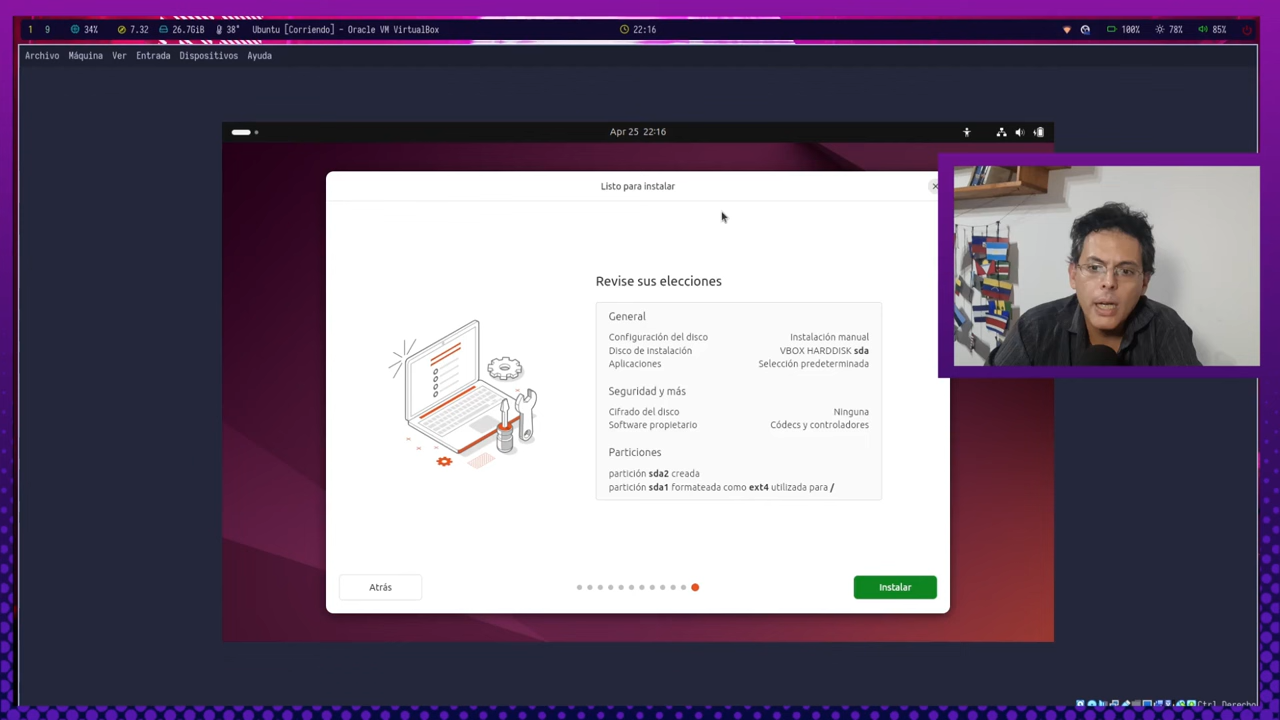 1 9 34% 7.32 26.7GiB 38° Ubuntu [Corriendo] - Oracle VM VirtualBox 22:16 100% 78% 85%
Archivo Máquina Ver Entrada Dispositivos Ayuda
Apr 25 22:16
Listo para instalar
Revise sus elecciones
General
Configuración del disco Instalación manual
Disco de instalación VBOX HARDDISK sda
Aplicaciones Selección predeterminada
Seguridad y más
Cifrado del disco Ninguna
Software propietario Códecs y controladores
Particiones
partición sda2 creada
partición sda1 formateada como ext4 utilizada para /
Atrás Instalar
Ctrl Derecho